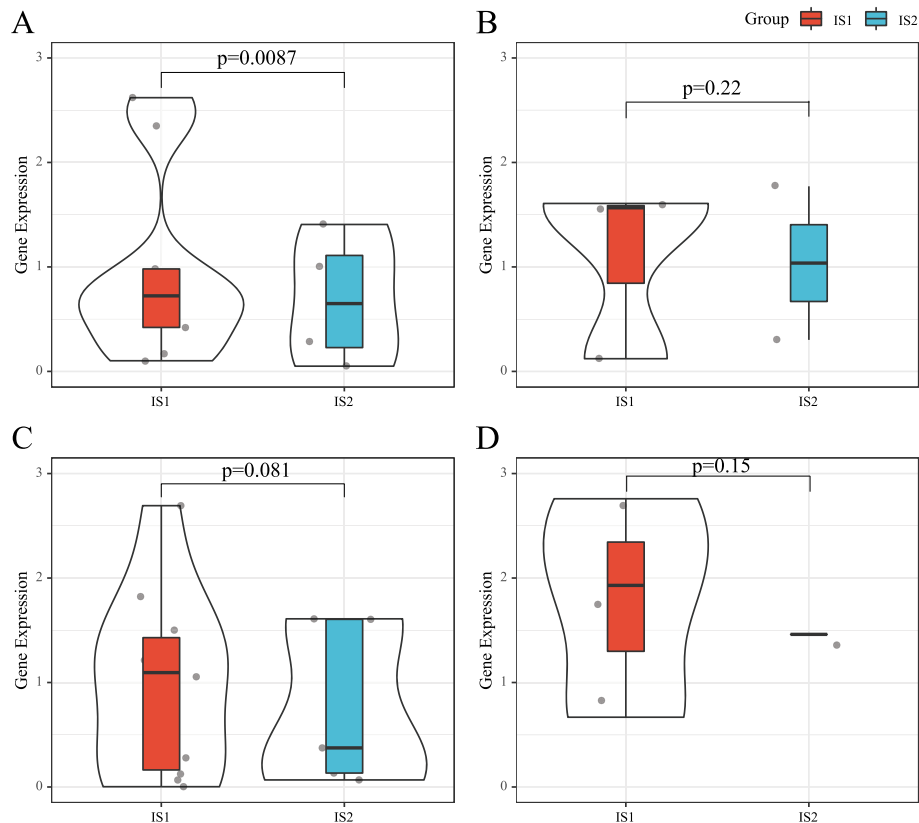 A
B
Group IS1 IS2
p=0.0087
p=0.22
3
2
1
0
Gene Expression
IS1
IS2
3
2
1
0
Gene Expression
IS1
IS2
C
D
p=0.081
p=0.15
3
2
1
0
Gene Expression
IS1
IS2
3
2
1
0
Gene Expression
IS1
IS2